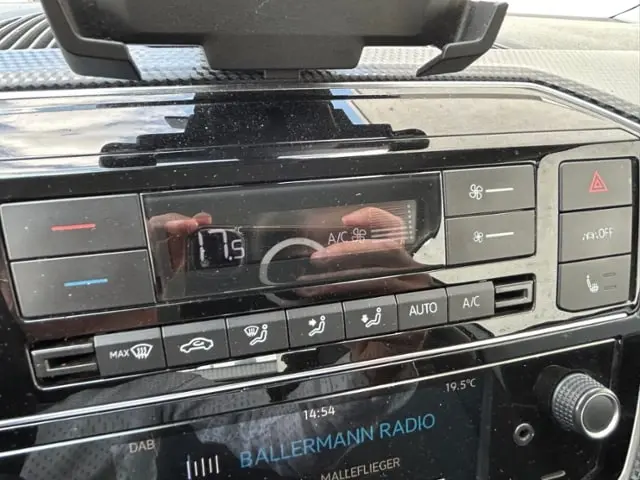 17.5°C
A/C
OFF
MAX
AUTO
A/C
14:54
19.5°C
DAB
BALLERMANN RADIO
MALLEFLIEGER